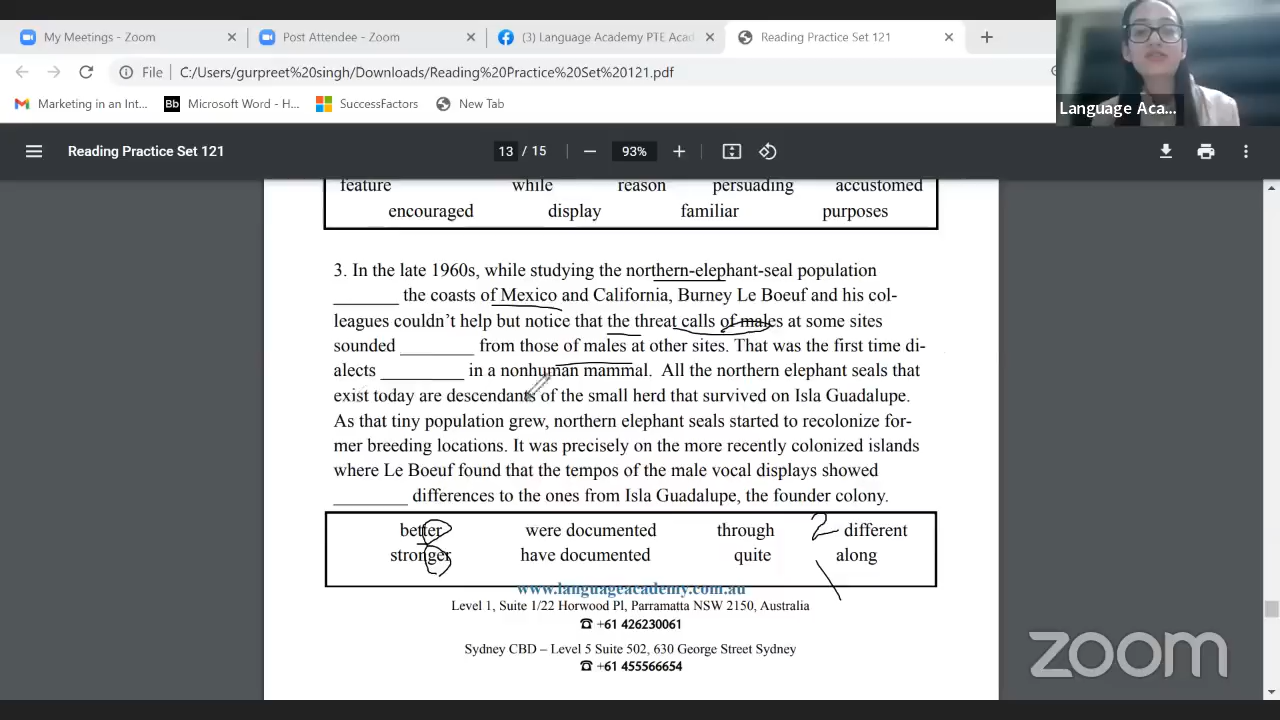 My Meetings - Zoom
Post Attendee - Zoom
(3) Language Academy PTE Acad
Reading Practice Set 121
File
C:/Users/gurpreet%20singh/Downloads/Reading%20Practice%20Set%20121.pdf
Marketing in an Int...
Bb Microsoft Word - H...
SuccessFactors
New Tab
Language Aca...
Reading Practice Set 121
13 / 15
93%
feature while reason persuading accustomed
encouraged display familiar purposes
3. In the late 1960s, while studying the northern-elephant-seal population
_______ the coasts of Mexico and California, Burney Le Boeuf and his col-
leagues couldn't help but notice that the threat calls of males at some sites
sounded ________ from those of males at other sites. That was the first time di-
alects _________ in a nonhuman mammal. All the northern elephant seals that
exist today are descendants of the small herd that survived on Isla Guadalupe.
As that tiny population grew, northern elephant seals started to recolonize for-
mer breeding locations. It was precisely on the more recently colonized islands
where Le Boeuf found that the tempos of the male vocal displays showed
________ differences to the ones from Isla Guadalupe, the founder colony.
better were documented through 2 different
stronger have documented quite along
www.languageacademy.com.au
Level 1, Suite 1/22 Horwood Pl, Parramatta NSW 2150, Australia
☎ +61 426230061
Sydney CBD – Level 5 Suite 502, 630 George Street Sydney
☎ +61 455566654
zoom